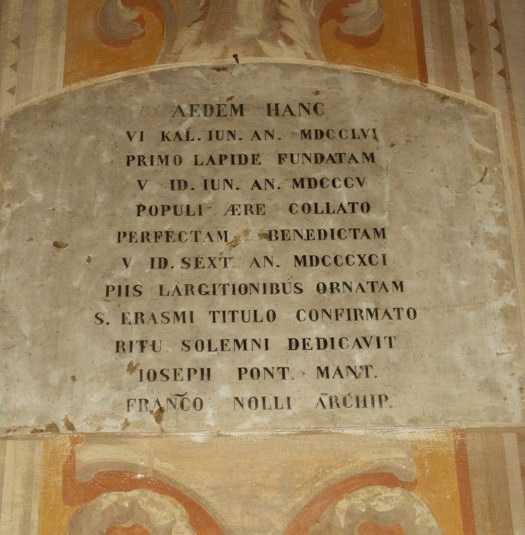 AEDEM HANC
VI KAL. IUN. AN. MDCCLVI
PRIMO LAPIDE FUNDATAM
V ID. IUN. AN. MDCCCV
POPULI ÆRE COLLATO
PERFECTAM BENEDICTAM
V ID. SEXT. AN. MDCCCXCI
PIIS LARGITIONIBUS ORNATAM
S. ERASMI TITULO CONFIRMATO
RITU SOLEMNI DEDICAVIT
IOSEPH PONT. MANT.
FRANCO NOLLI ARCHIP.